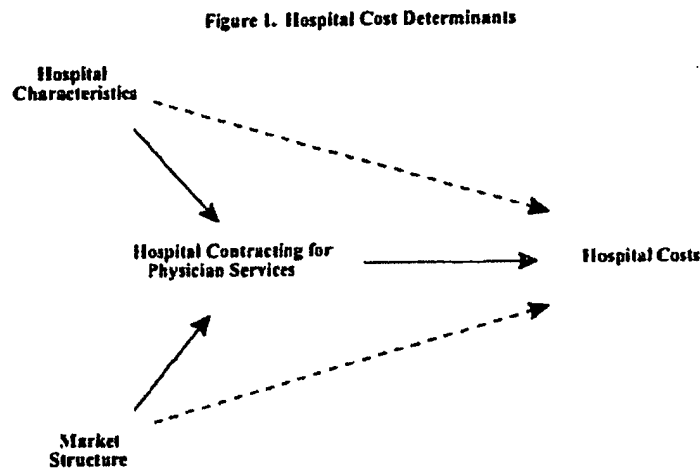 Figure 1. Hospital Cost Determinants
Hospital
Characteristics
Hospital Contracting for
Physician Services
Hospital Costs
Market
Structure